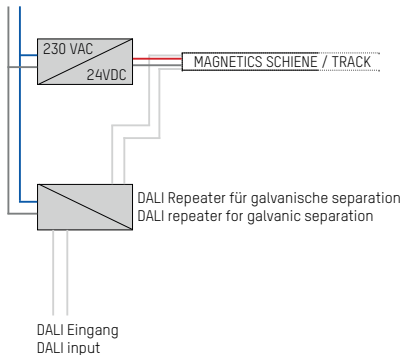 230 VAC
24VDC
MAGNETICS SCHIENE / TRACK
DALI Repeater für galvanische separation
DALI repeater for galvanic separation
DALI Eingang
DALI input